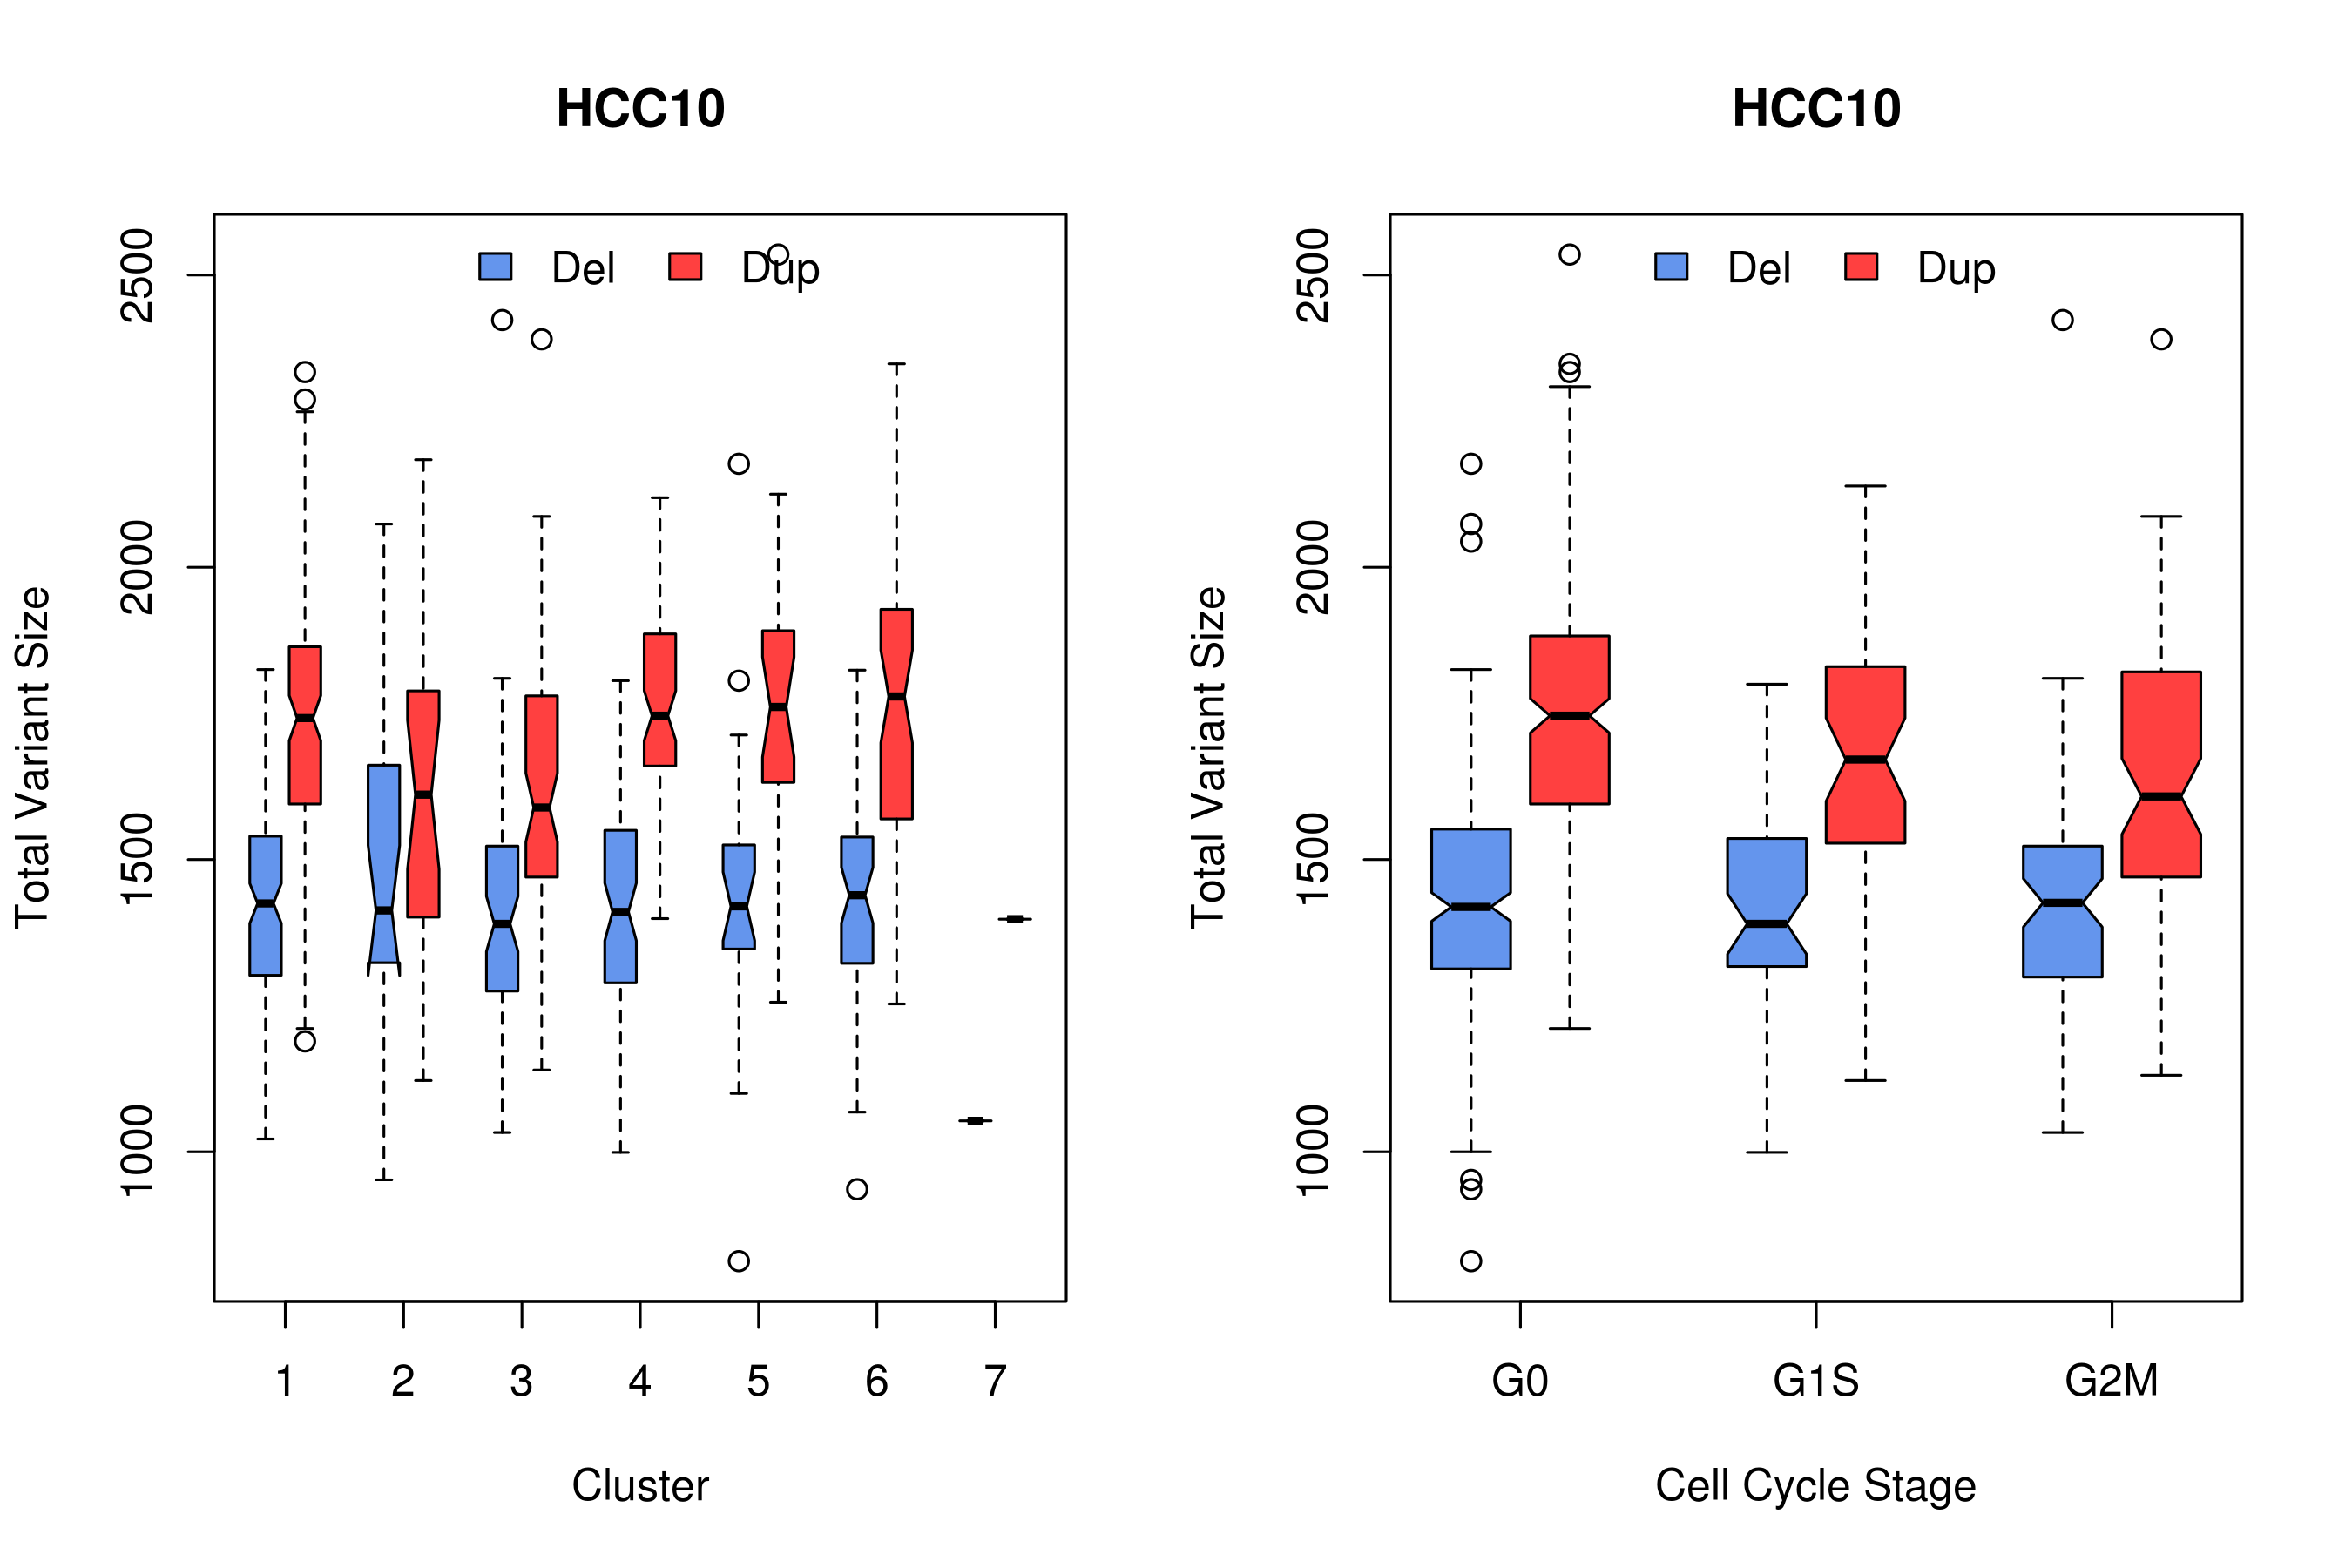 HCC10
Del Dup
Total Variant Size
2500
2000
1500
1000
1 2 3 4 5 6 7
Cluster
HCC10
Del Dup
Total Variant Size
2500
2000
1500
1000
G0 G1S G2M
Cell Cycle Stage